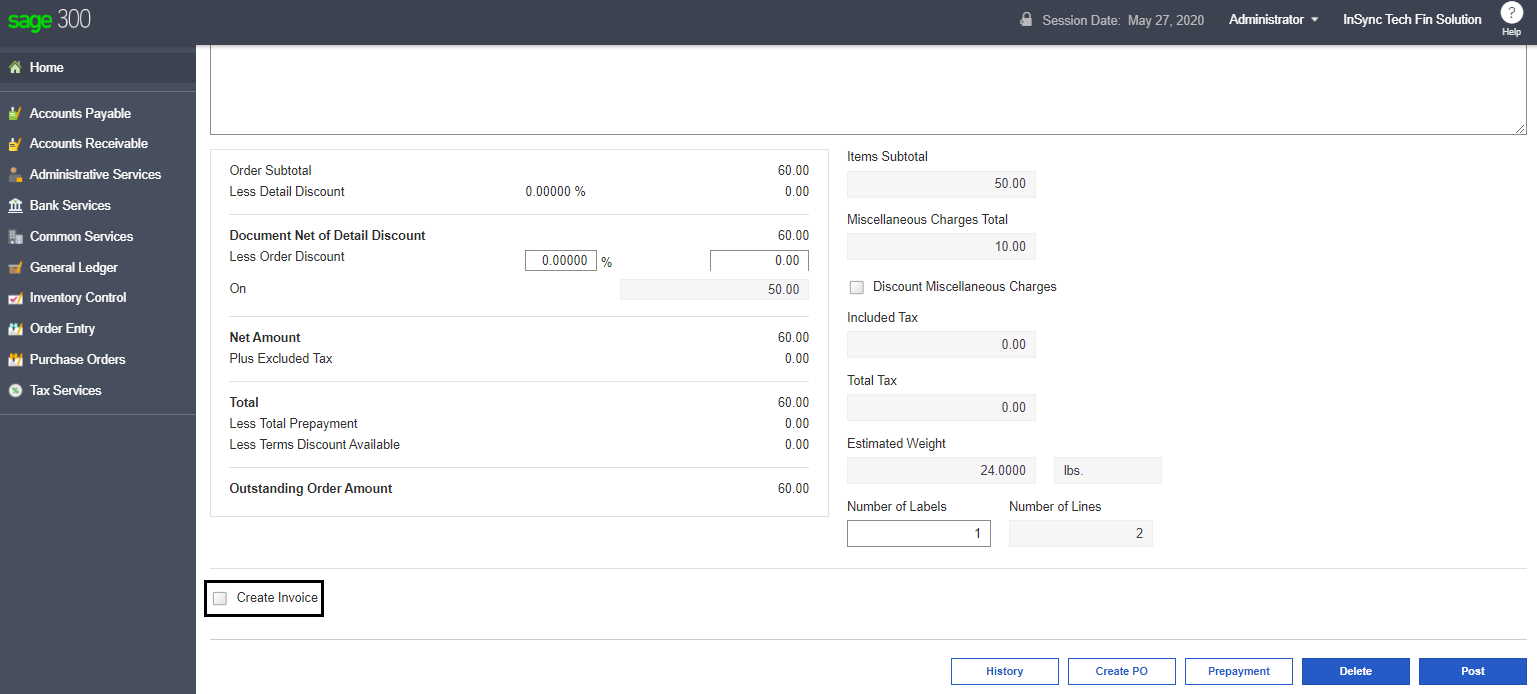 sage 300
Session Date: May 27, 2020 Administrator InSync Tech Fin Solution ?
Help
Home
Accounts Payable
Accounts Receivable
Administrative Services
Bank Services
Common Services
General Ledger
Inventory Control
Order Entry
Purchase Orders
Tax Services
Order Subtotal 60.00
Less Detail Discount 0.00000 % 0.00
Document Net of Detail Discount 60.00
Less Order Discount 0.00000 % 0.00
On 50.00
Net Amount 60.00
Plus Excluded Tax 0.00
Total 60.00
Less Total Prepayment 0.00
Less Terms Discount Available 0.00
Outstanding Order Amount 60.00
Items Subtotal
50.00
Miscellaneous Charges Total
10.00
Discount Miscellaneous Charges
Included Tax
0.00
Total Tax
0.00
Estimated Weight
24.0000 lbs.
Number of Labels Number of Lines
1 2
Create Invoice
History Create PO Prepayment Delete Post